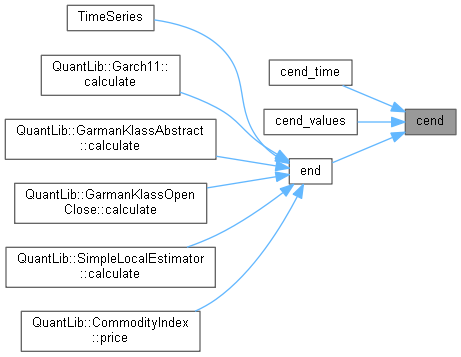 TimeSeries
QuantLib::Garch11::
calculate
QuantLib::GarmanKlassAbstract
::calculate
QuantLib::GarmanKlassOpen
Close::calculate
QuantLib::SimpleLocalEstimator
::calculate
QuantLib::CommodityIndex
::price
cend_time
cend_values
end
cend